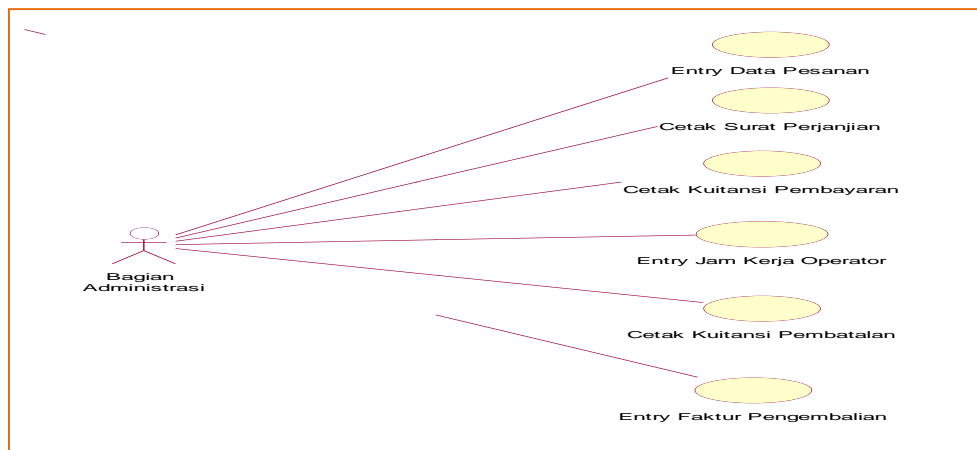 Entry Data Pesanan
Cetak Surat Perjanjian
Cetak Kuitansi Pembayaran
Bagian
Administrasi
Entry Jam Kerja Operator
Cetak Kuitansi Pembatalan
Entry Faktur Pengembalian